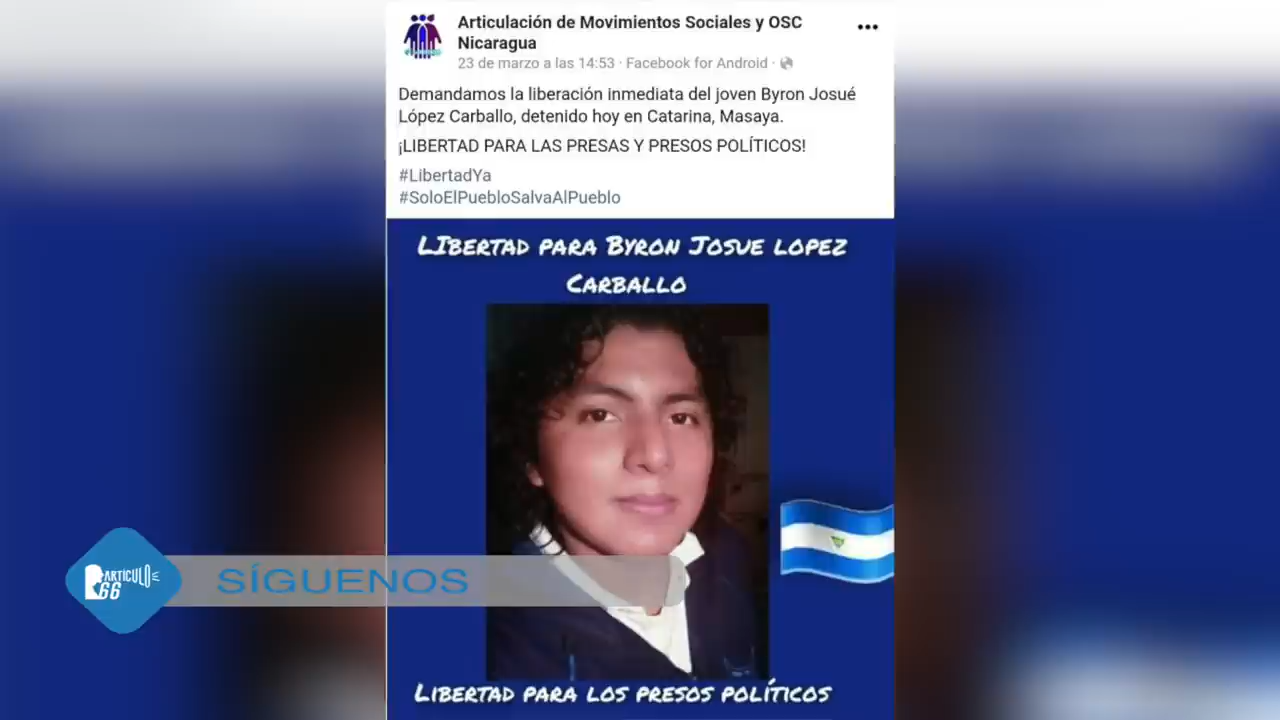 Articulación de Movimientos Sociales y OSC
Nicaragua
23 de marzo a las 14:53 · Facebook for Android ·
Demandamos la liberación inmediata del joven Byron Josué
López Carballo, detenido hoy en Catarina, Masaya.
¡LIBERTAD PARA LAS PRESAS Y PRESOS POLÍTICOS!
#LibertadYa
#SoloElPuebloSalvaAlPueblo
LIBERTAD PARA BYRON JOSUE LOPEZ
CARBALLO
ARTICULO
66
SÍGUENOS
LIBERTAD PARA LOS PRESOS POLÍTICOS